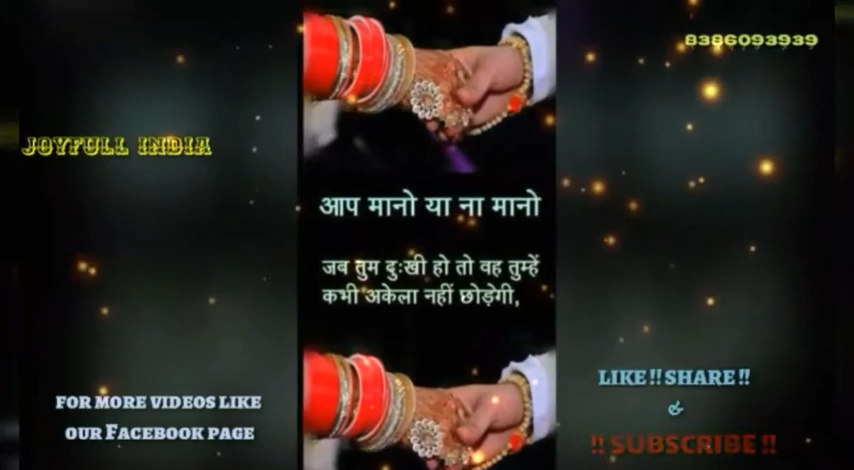 8386093939
JOYFULL INDIA
आप मानो या ना मानो
जब तुम दुःखी हो तो वह तुम्हें
कभी अकेला नहीं छोड़ेगी,
FOR MORE VIDEOS LIKE
OUR FACEBOOK PAGE
LIKE !! SHARE !!
&
!! SUBSCRIBE !!